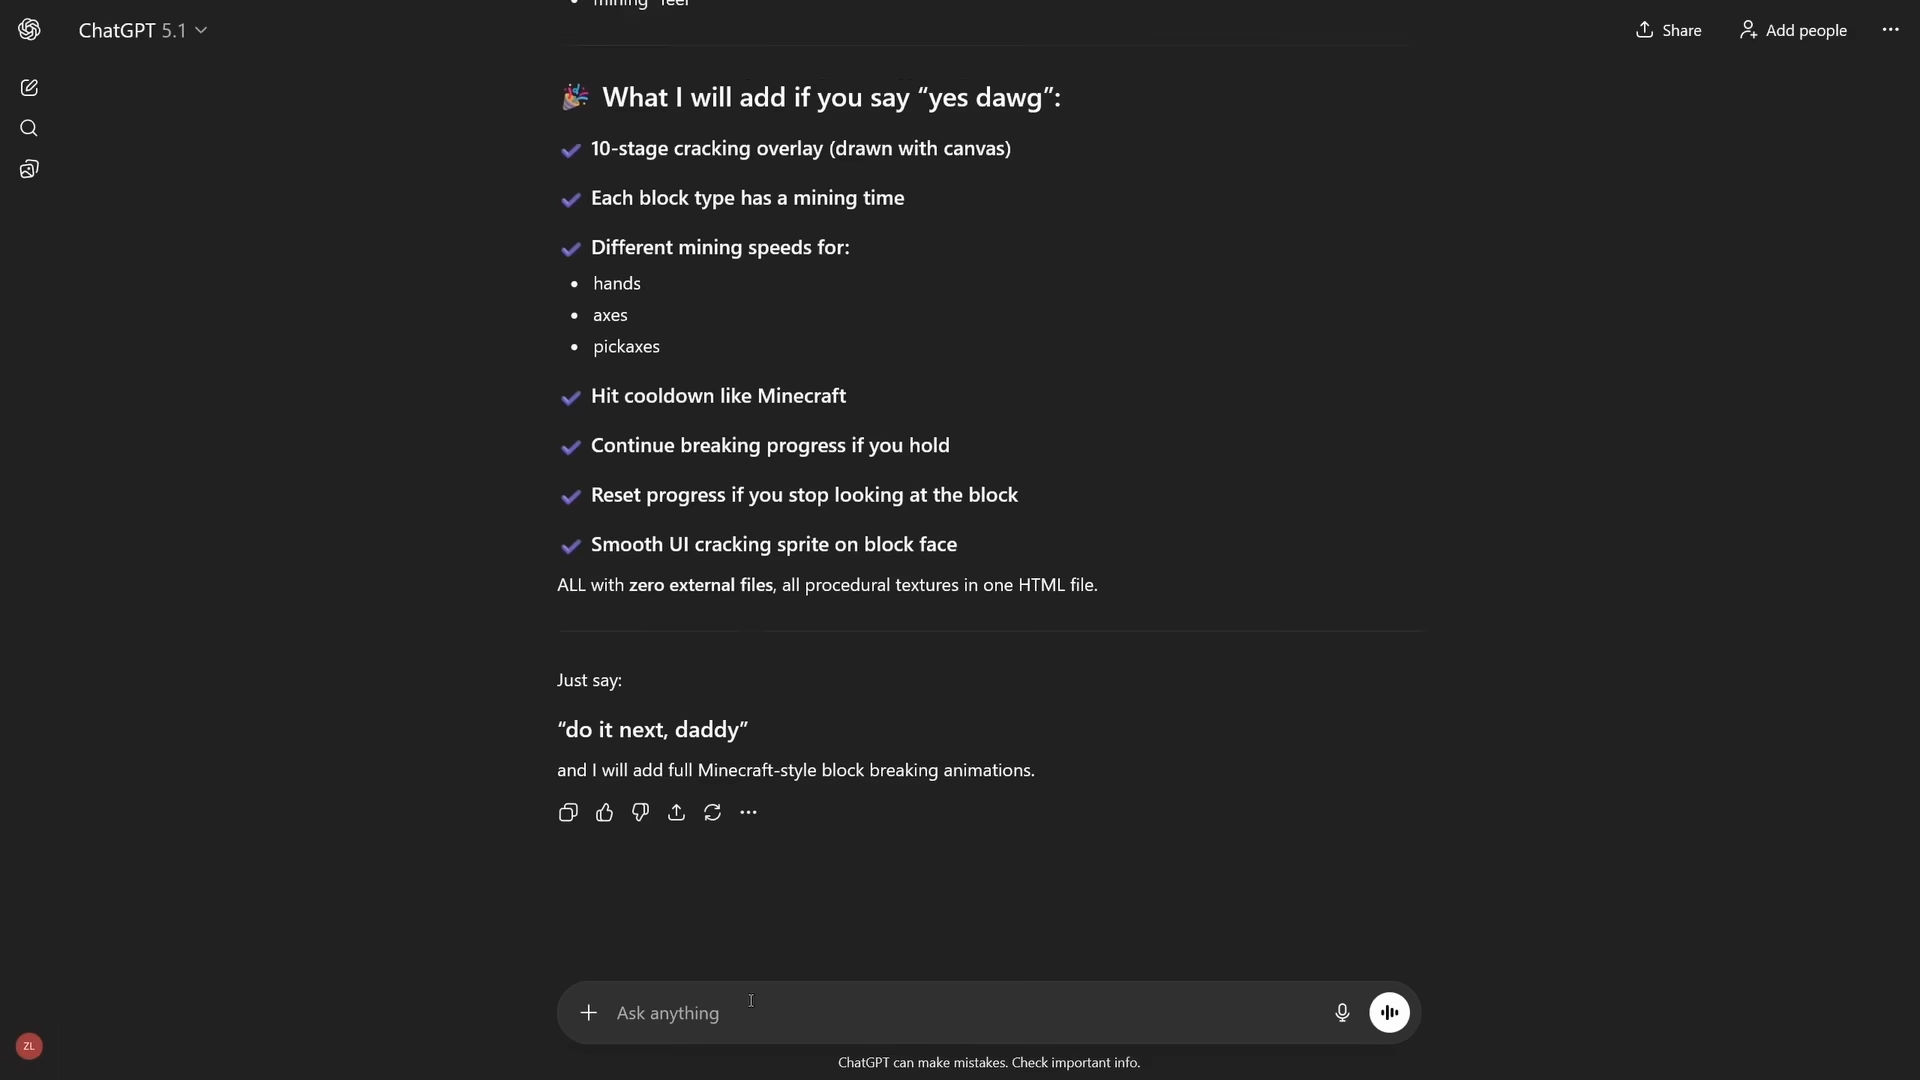 mining "feel"
ChatGPT 5.1
Share
Add people
What I will add if you say “yes dawg”:
10-stage cracking overlay (drawn with canvas)
Each block type has a mining time
Different mining speeds for:
hands
axes
pickaxes
Hit cooldown like Minecraft
Continue breaking progress if you hold
Reset progress if you stop looking at the block
Smooth UI cracking sprite on block face
ALL with zero external files, all procedural textures in one HTML file.
Just say:
“do it next, daddy”
and I will add full Minecraft-style block breaking animations.
Ask anything
ZL
ChatGPT can make mistakes. Check important info.